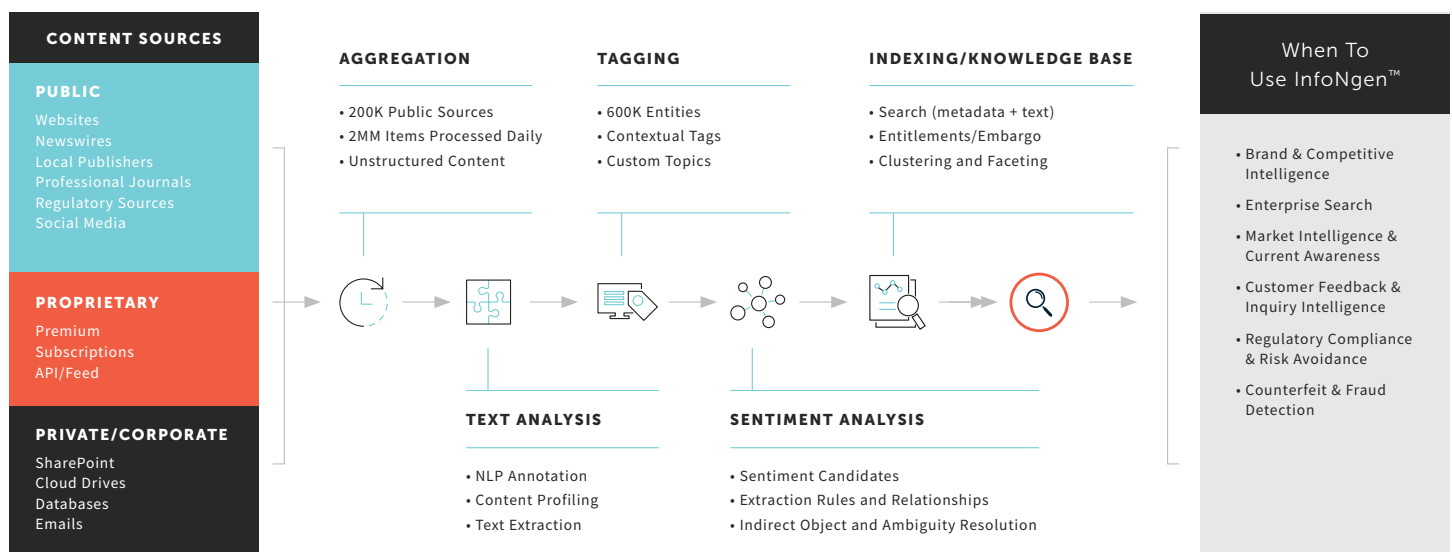 CONTENT SOURCES
PUBLIC
Websites
Newswires
Local Publishers
Professional Journals
Regulatory Sources
Social Media
PROPRIETARY
Premium
Subscriptions
API/Feed
PRIVATE/CORPORATE
SharePoint
Cloud Drives
Databases
Emails
AGGREGATION
• 200K Public Sources
• 2MM Items Processed Daily
• Unstructured Content
TEXT ANALYSIS
• NLP Annotation
• Content Profiling
• Text Extraction
TAGGING
• 600K Entities
• Contextual Tags
• Custom Topics
SENTIMENT ANALYSIS
• Sentiment Candidates
• Extraction Rules and Relationships
• Indirect Object and Ambiguity Resolution
INDEXING/KNOWLEDGE BASE
• Search (metadata + text)
• Entitlements/Embargo
• Clustering and Faceting
When To
Use InfoNgen™
• Brand & Competitive
Intelligence
• Enterprise Search
• Market Intelligence &
Current Awareness
• Customer Feedback &
Inquiry Intelligence
• Regulatory Compliance
& Risk Avoidance
• Counterfeit & Fraud
Detection